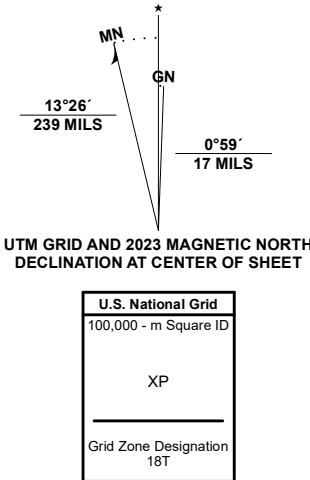 ★
MN
GN
13°26´
239 MILS
0°59´
17 MILS
UTM GRID AND 2023 MAGNETIC NORTH
DECLINATION AT CENTER OF SHEET
U.S. National Grid
100,000 - m Square ID
XP
Grid Zone Designation
18T